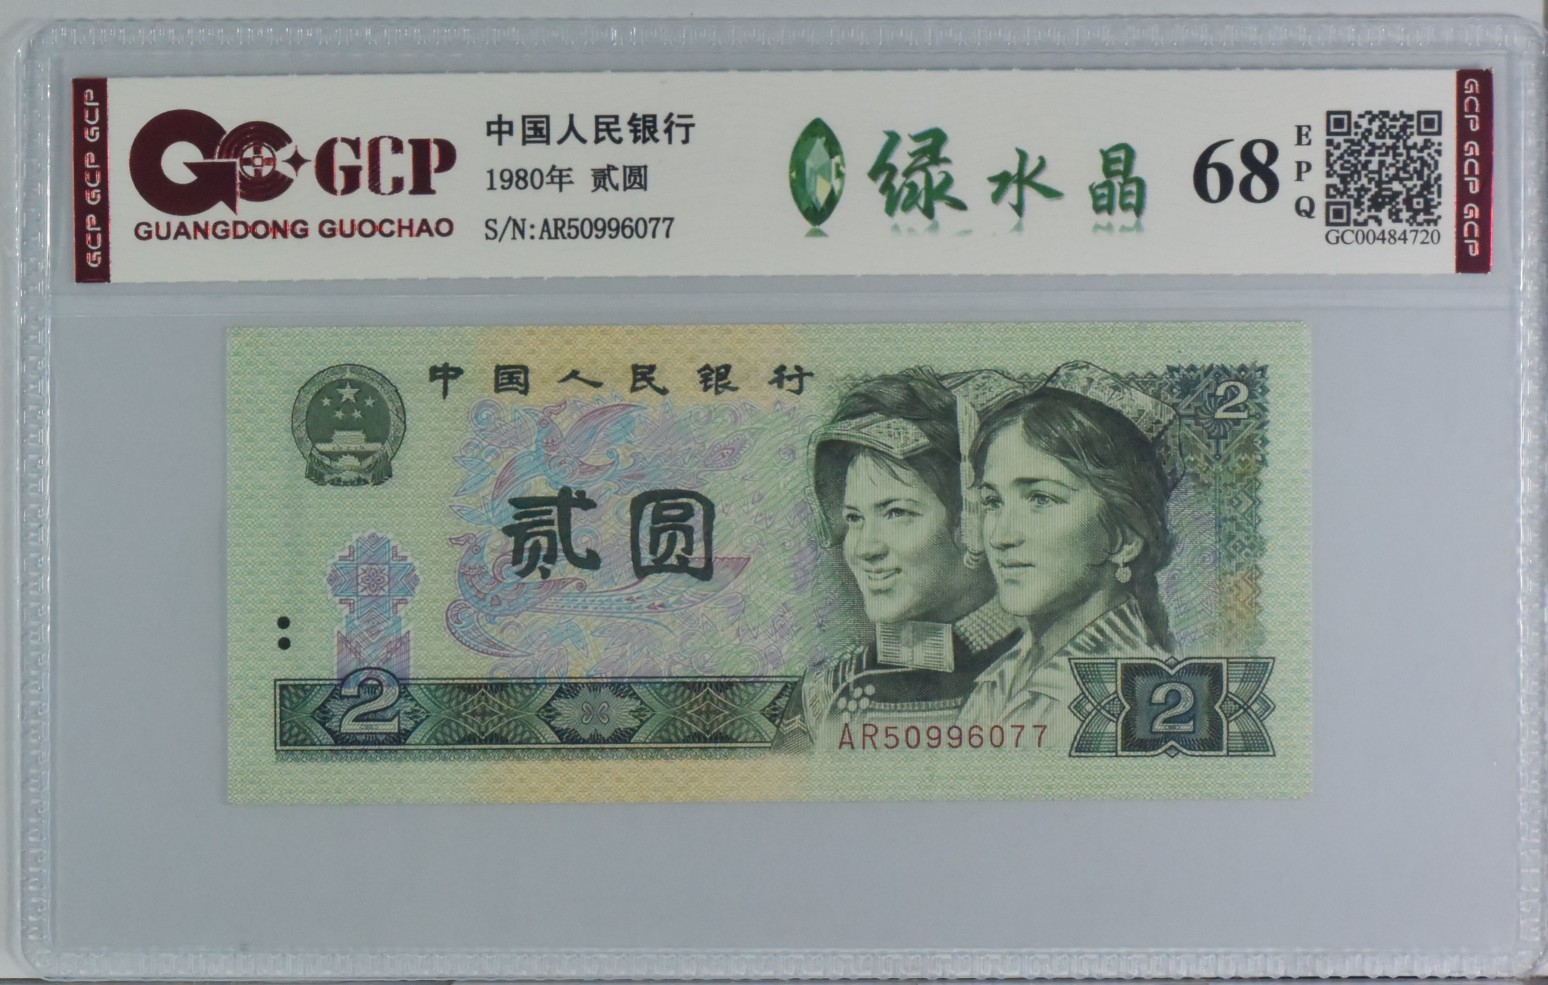 GCP GCP GCP
GCP
GUANGDONG GUOCHAO
中国人民银行
1980年 贰圆
S/N:AR50996077
绿水晶
68
EPQ
GC00484720
GCP GCP GCP
中国人民银行
2
贰圆
2
AR50996077
2